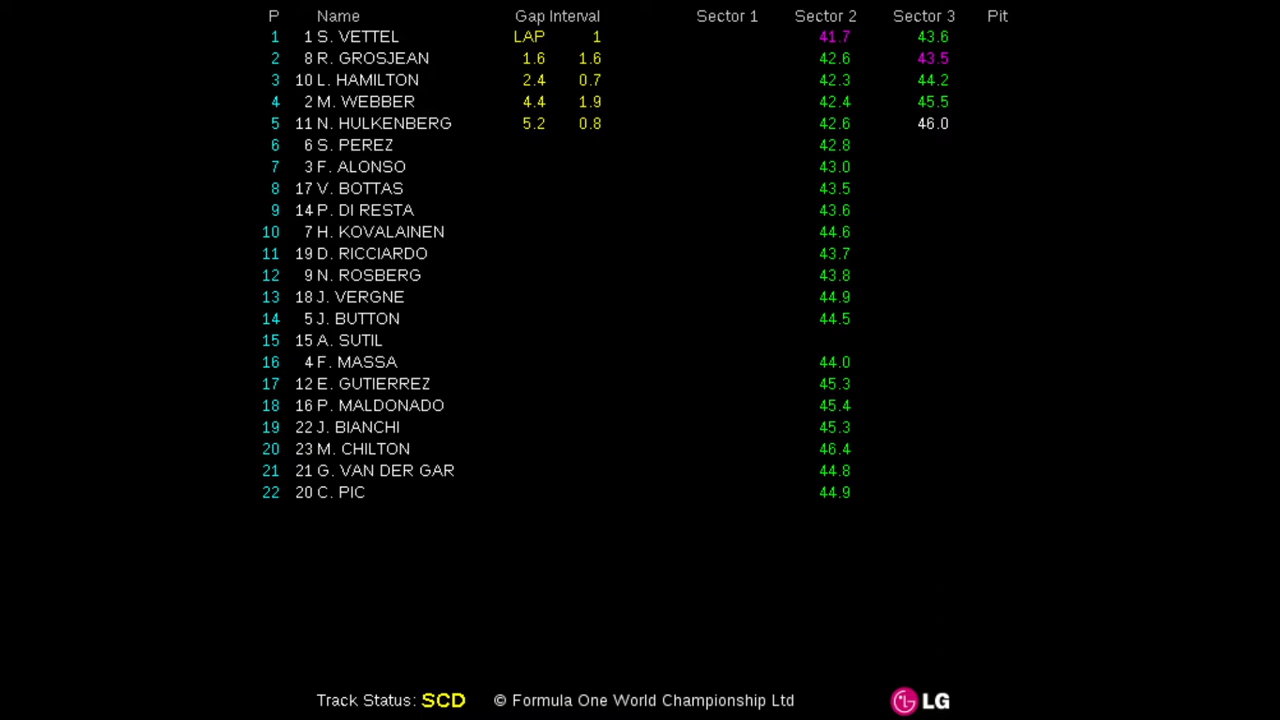 P Name Gap Interval Sector 1 Sector 2 Sector 3 Pit
1 1 S. VETTEL LAP 1 41.7 43.6
2 8 R. GROSJEAN 1.6 1.6 42.6 43.5
3 10 L. HAMILTON 2.4 0.7 42.3 44.2
4 2 M. WEBBER 4.4 1.9 42.4 45.5
5 11 N. HULKENBERG 5.2 0.8 42.6 46.0
6 6 S. PEREZ 42.8
7 3 F. ALONSO 43.0
8 17 V. BOTTAS 43.5
9 14 P. DI RESTA 43.6
10 7 H. KOVALAINEN 44.6
11 19 D. RICCIARDO 43.7
12 9 N. ROSBERG 43.8
13 18 J. VERGNE 44.9
14 5 J. BUTTON 44.5
15 15 A. SUTIL
16 4 F. MASSA 44.0
17 12 E. GUTIERREZ 45.3
18 16 P. MALDONADO 45.4
19 22 J. BIANCHI 45.3
20 23 M. CHILTON 46.4
21 21 G. VAN DER GAR 44.8
22 20 C. PIC 44.9
Track Status: SCD © Formula One World Championship Ltd LG